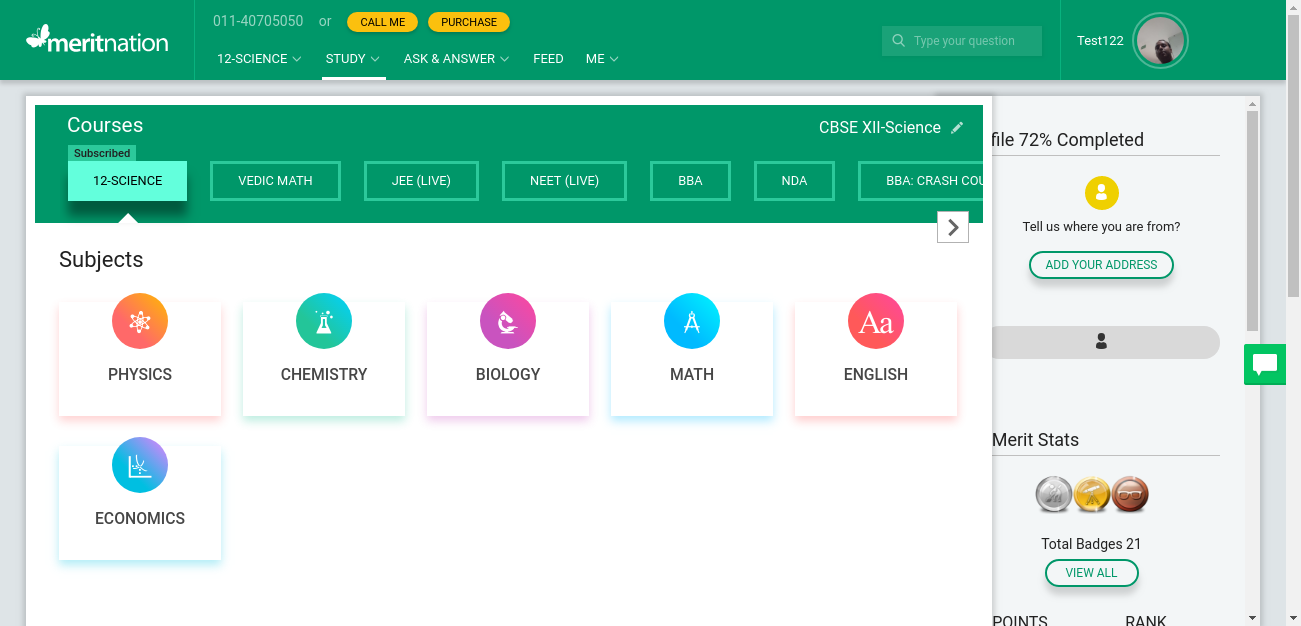 meritnation
011-40705050 or CALL ME PURCHASE
12-SCIENCE STUDY ASK & ANSWER FEED ME
Type your question
Test122
Courses
CBSE XII-Science
Subscribed
12-SCIENCE VEDIC MATH JEE (LIVE) NEET (LIVE) BBA NDA BBA: CRASH COU
Subjects
PHYSICS CHEMISTRY BIOLOGY MATH Aa ENGLISH
ECONOMICS
file 72% Completed
Tell us where you are from?
ADD YOUR ADDRESS
Merit Stats
Total Badges 21
VIEW ALL
POINTS RANK